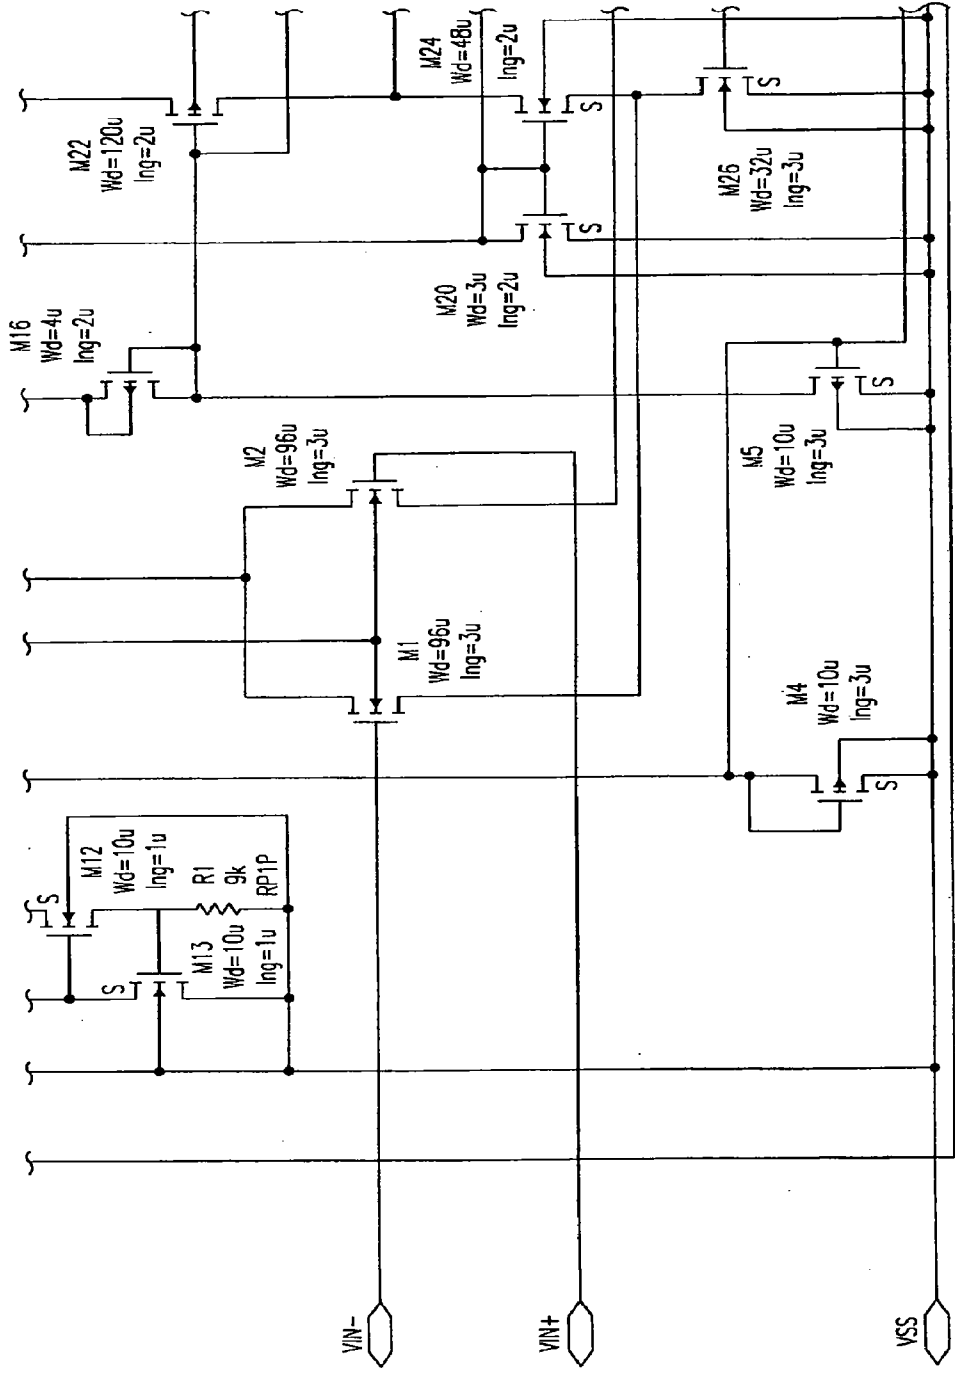 M22
Wd=120u
lng=2u
M24
Wd=48u
lng=2u
S
S
M26
Wd=32u
lng=3u
M20
Wd=3u
lng=2u
S
M16
Wd=4u
lng=2u
M2
Wd=96u
lng=3u
S
M5
Wd=10u
lng=3u
M1
Wd=96u
lng=3u
M4
Wd=10u
lng=3u
S
S
M12
Wd=10u
lng=1u
R1
9k
RP1P
S
M13
Wd=10u
lng=1u
VIN-
VIN+
VSS